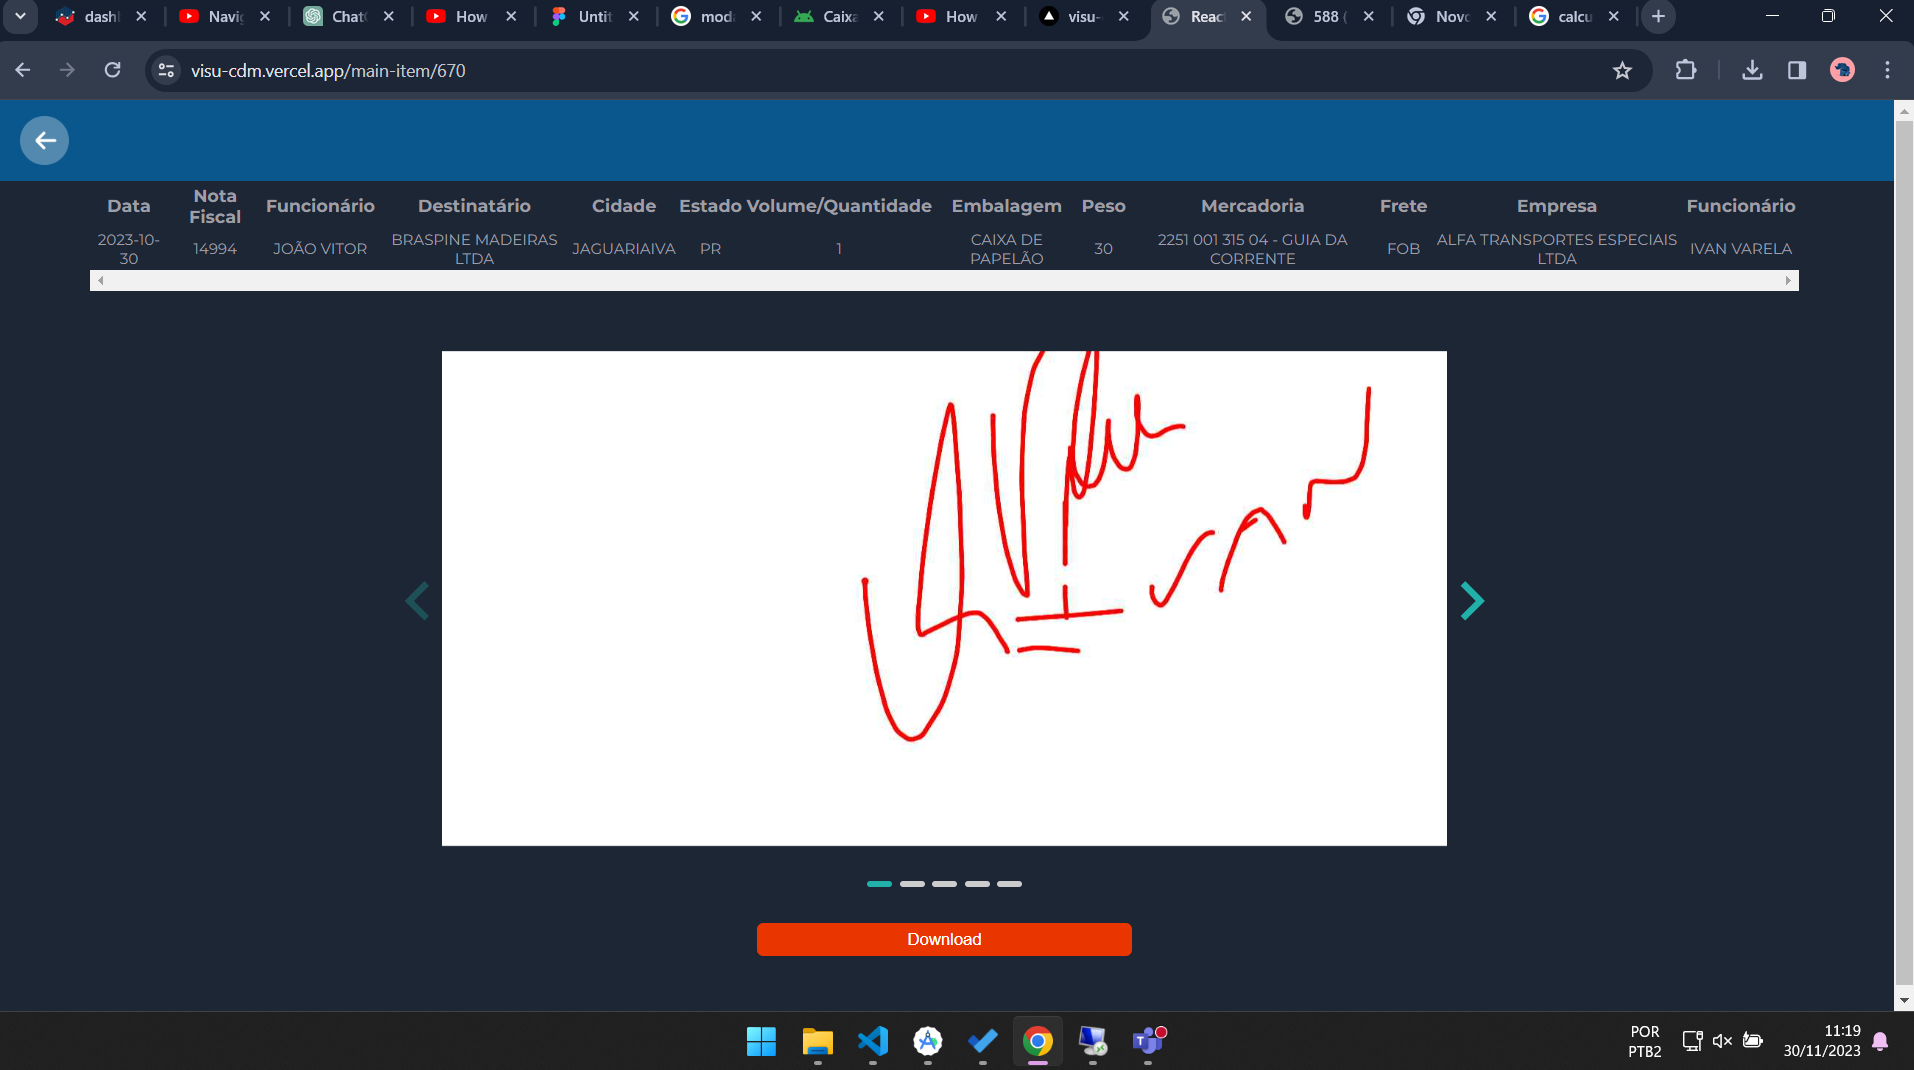 dash
Navig
Chat
How
Untit
mod
Caixa
How
visu-
Reac
588 (
Novo
calcu
visu-cdm.vercel.app/main-item/670
Data Nota Fiscal Funcionário Destinatário Cidade Estado Volume/Quantidade Embalagem Peso Mercadoria Frete Empresa Funcionário
2023-10-30 14994 JOÃO VITOR BRASPINE MADEIRAS LTDA JAGUARIAIVA PR 1 CAIXA DE PAPELÃO 30 2251 001 315 04 - GUIA DA CORRENTE FOB ALFA TRANSPORTES ESPECIAIS LTDA IVAN VARELA
Download
POR
PTB2
11:19
30/11/2023